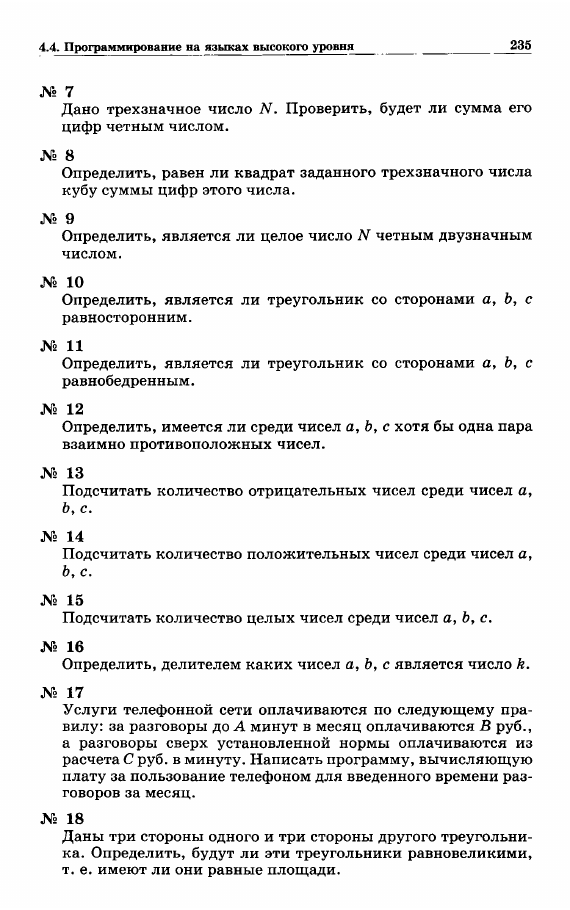 4.4. Программирование на языках высокого уровня 235
№ 7
Дано трехзначное число N. Проверить, будет ли сумма его
цифр четным числом.
№ 8
Определить, равен ли квадрат заданного трехзначного числа
кубу суммы цифр этого числа.
№ 9
Определить, является ли целое число N четным двузначным
числом.
№ 10
Определить, является ли треугольник со сторонами a, b, c
равносторонним.
№ 11
Определить, является ли треугольник со сторонами a, b, c
равнобедренным.
№ 12
Определить, имеется ли среди чисел a, b, c хотя бы одна пара
взаимно противоположных чисел.
№ 13
Подсчитать количество отрицательных чисел среди чисел a,
b, c.
№ 14
Подсчитать количество положительных чисел среди чисел a,
b, c.
№ 15
Подсчитать количество целых чисел среди чисел a, b, c.
№ 16
Определить, делителем каких чисел a, b, c является число k.
№ 17
Услуги телефонной сети оплачиваются по следующему пра-
вилу: за разговоры до A минут в месяц оплачиваются B руб.,
а разговоры сверх установленной нормы оплачиваются из
расчета C руб. в минуту. Написать программу, вычисляющую
плату за пользование телефоном для введенного времени раз-
говоров за месяц.
№ 18
Даны три стороны одного и три стороны другого треугольни-
ка. Определить, будут ли эти треугольники равновеликими,
т. е. имеют ли они равные площади.